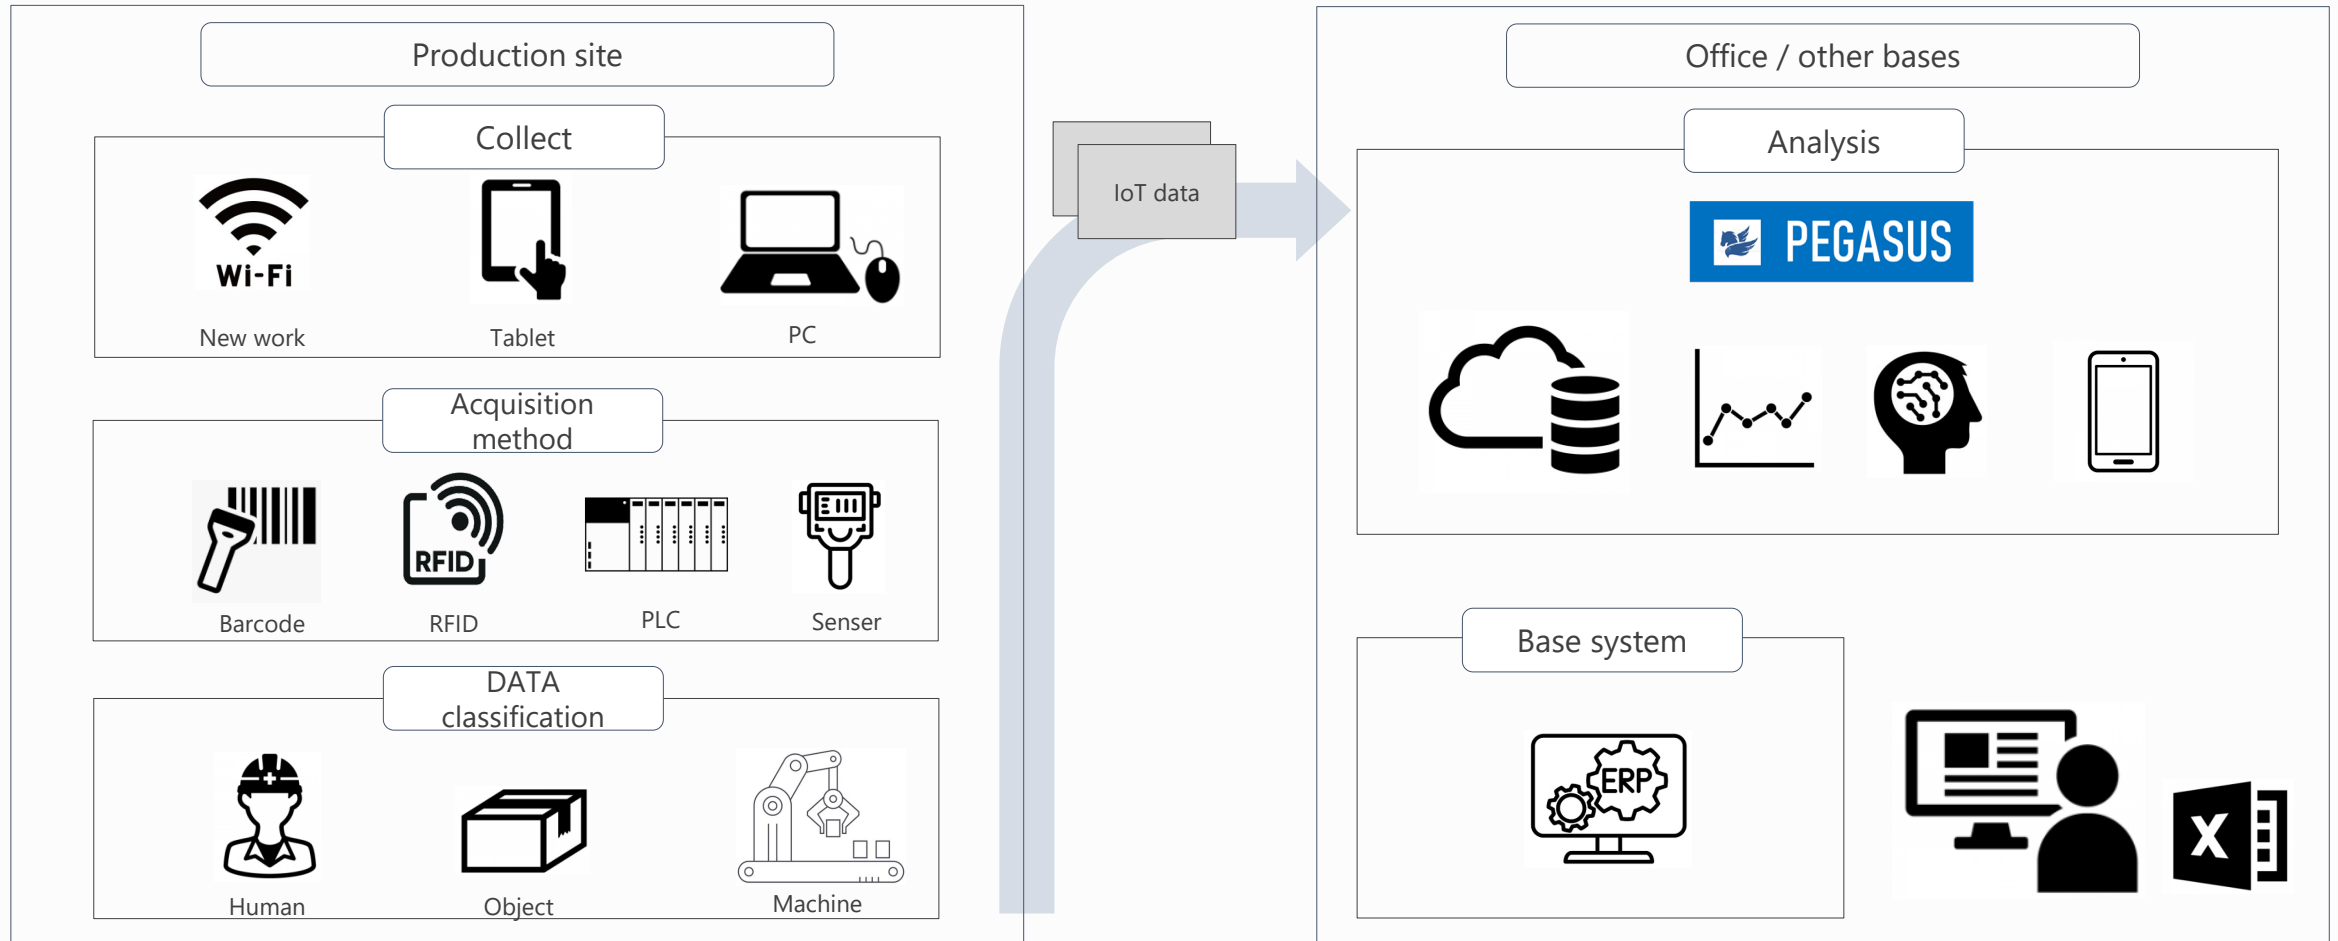 Production site
Collect
Wi-Fi
New work
Tablet
PC
Acquisition
method
RFID
Barcode
RFID
PLC
Senser
DATA
classification
Human
Object
Machine
IoT data
Office / other bases
Analysis
PEGASUS
Base system
ERP
X